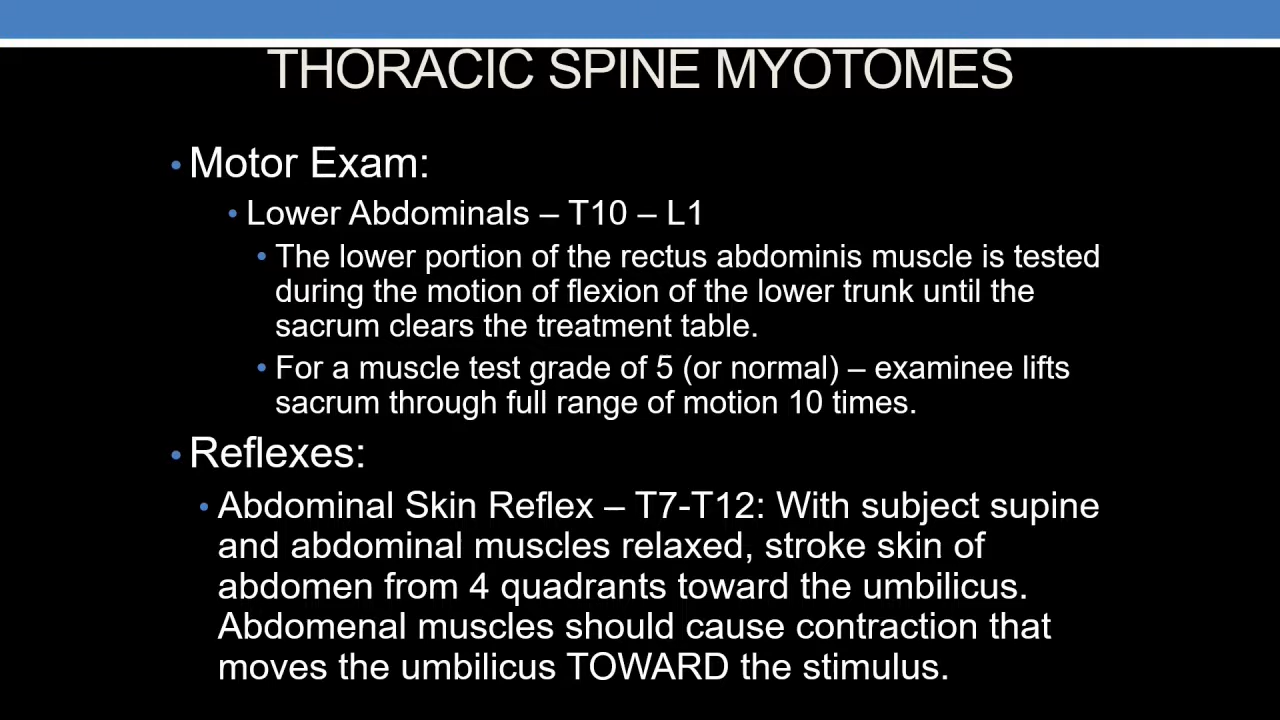 THORACIC SPINE MYOTOMES
• Motor Exam:
• Lower Abdominals – T10 – L1
• The lower portion of the rectus abdominis muscle is tested
during the motion of flexion of the lower trunk until the
sacrum clears the treatment table.
• For a muscle test grade of 5 (or normal) – examinee lifts
sacrum through full range of motion 10 times.
• Reflexes:
• Abdominal Skin Reflex – T7-T12: With subject supine
and abdominal muscles relaxed, stroke skin of
abdomen from 4 quadrants toward the umbilicus.
Abdomenal muscles should cause contraction that
moves the umbilicus TOWARD the stimulus.